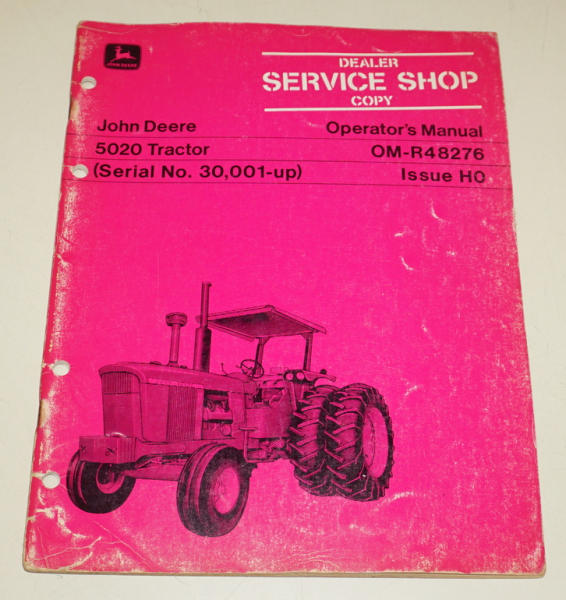 JOHN DEERE
DEALER
SERVICE SHOP
COPY
John Deere Operator's Manual
5020 Tractor OM-R48276
(Serial No. 30,001-up) Issue H0